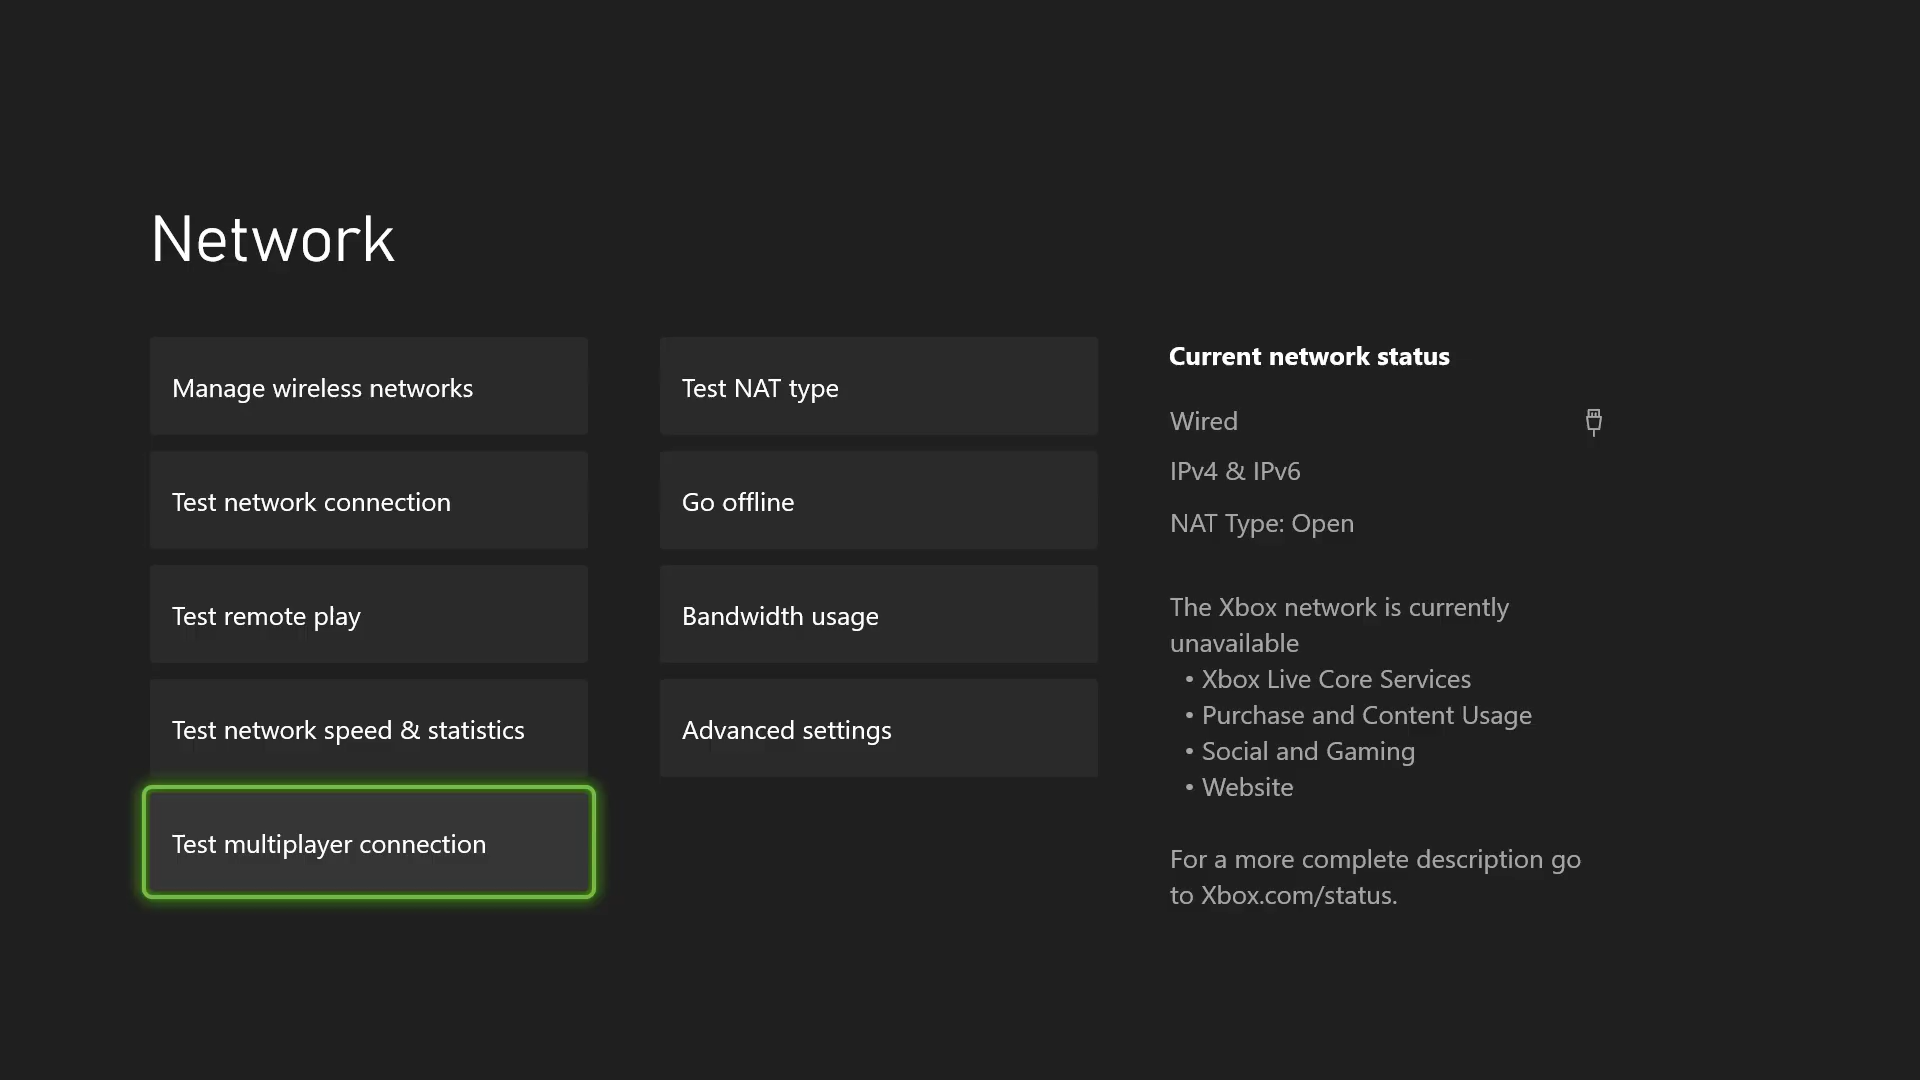 Network
Manage wireless networks
Test network connection
Test remote play
Test network speed & statistics
Test multiplayer connection
Test NAT type
Go offline
Bandwidth usage
Advanced settings
Current network status
Wired
IPv4 & IPv6
NAT Type: Open
The Xbox network is currently
unavailable
• Xbox Live Core Services
• Purchase and Content Usage
• Social and Gaming
• Website
For a more complete description go
to Xbox.com/status.